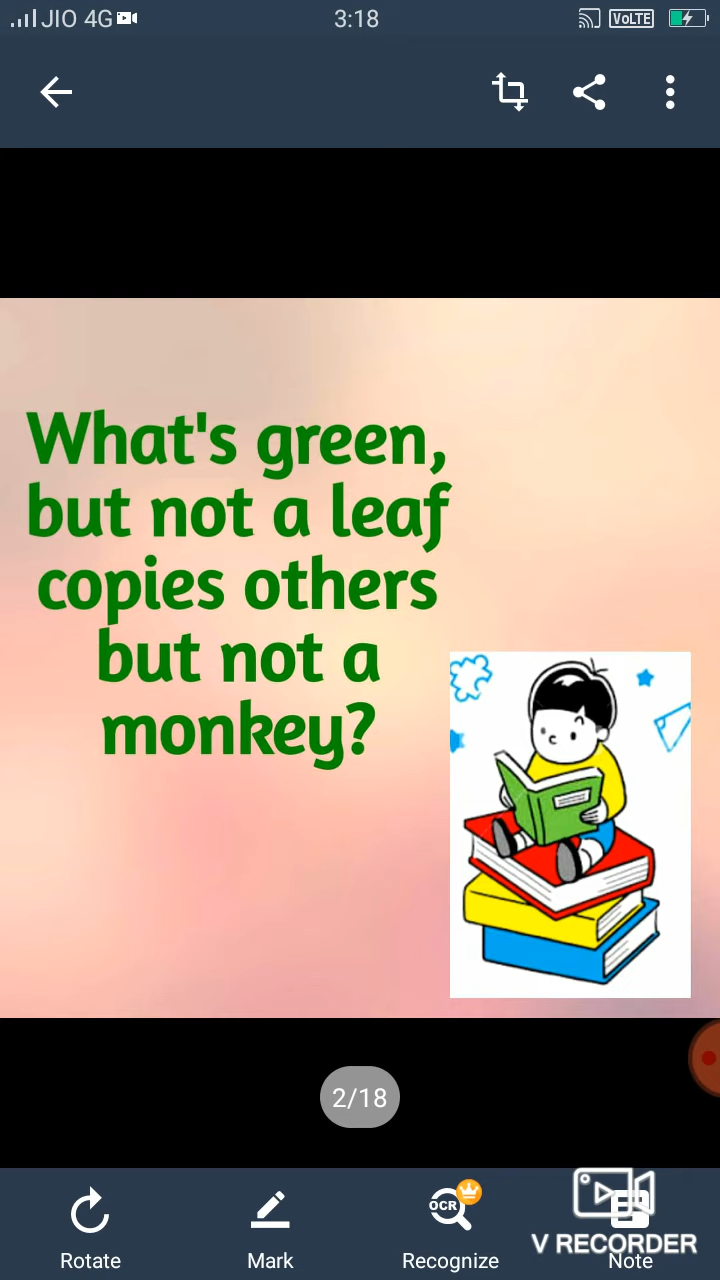 JIO 4G 3:18 VoLTE
What's green,
but not a leaf
copies others
but not a
monkey?
2/18
OCR
V RECORDER
Rotate Mark Recognize Note